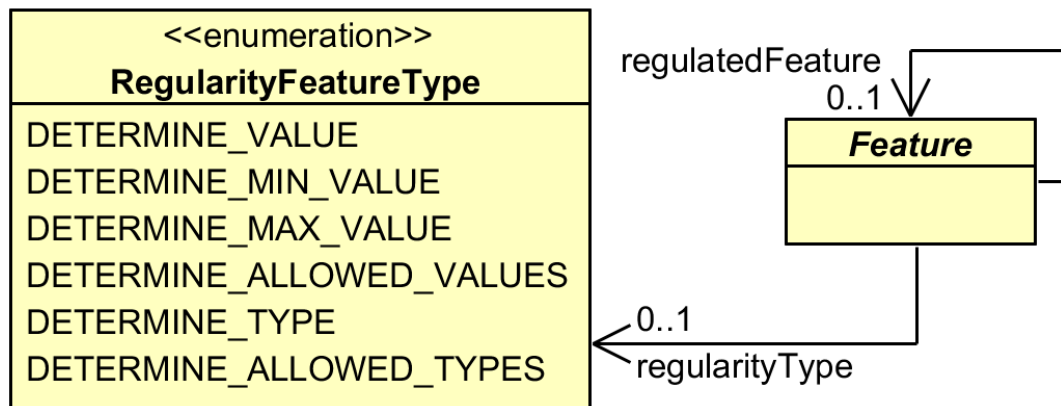 <<enumeration>>
RegularityFeatureType
DETERMINE_VALUE
DETERMINE_MIN_VALUE
DETERMINE_MAX_VALUE
DETERMINE_ALLOWED_VALUES
DETERMINE_TYPE
DETERMINE_ALLOWED_TYPES
regulatedFeature
0..1
Feature
0..1
regularityType